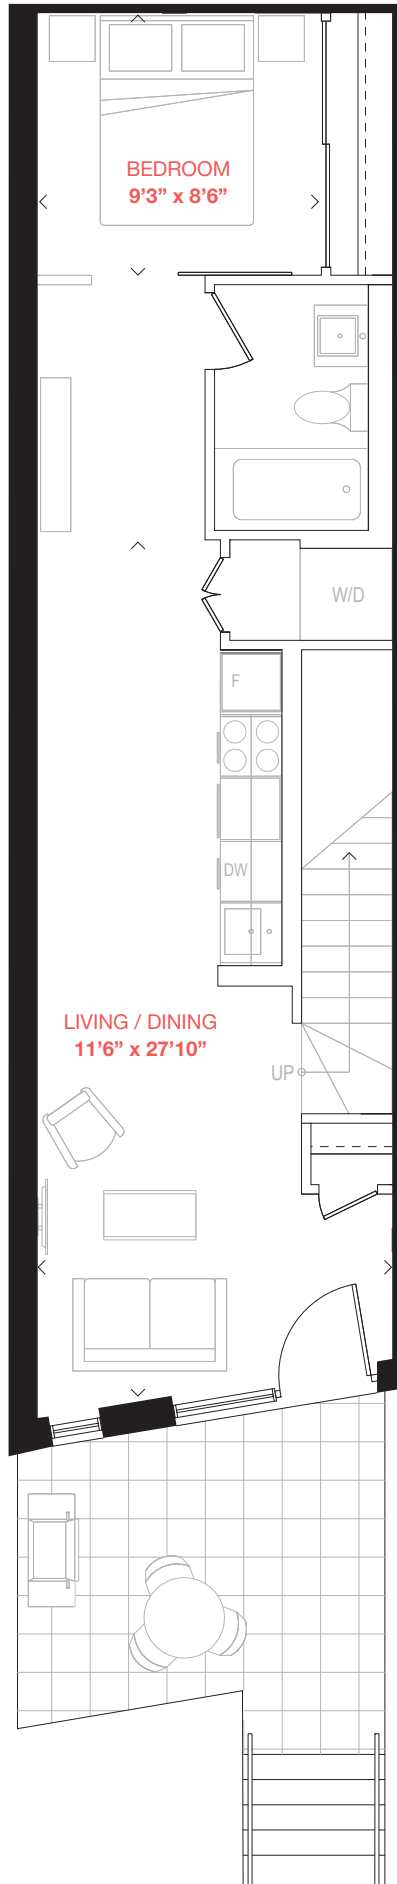 BEDROOM
9’3” x 8’6”
W/D
F
DW
LIVING / DINING
11’6” x 27’10”
UP